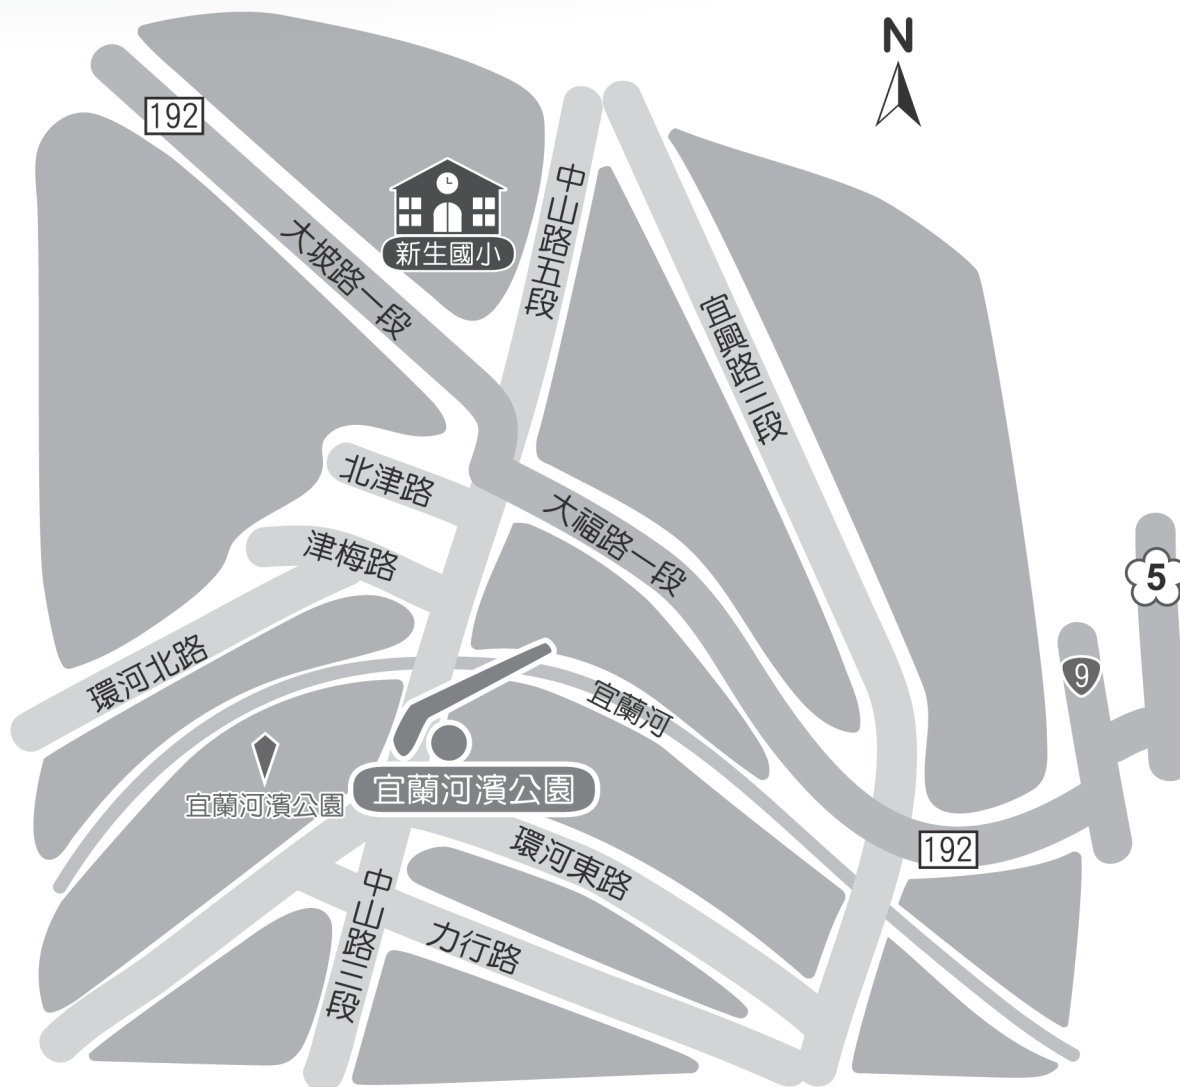 N
192
中山路五段
新生國小
大坡路一段
宜興路三段
北津路
大福路一段
津梅路
5
環河北路
9
宜蘭河
宜蘭河濱公園
宜蘭河濱公園
環河東路
192
中山路三段
力行路